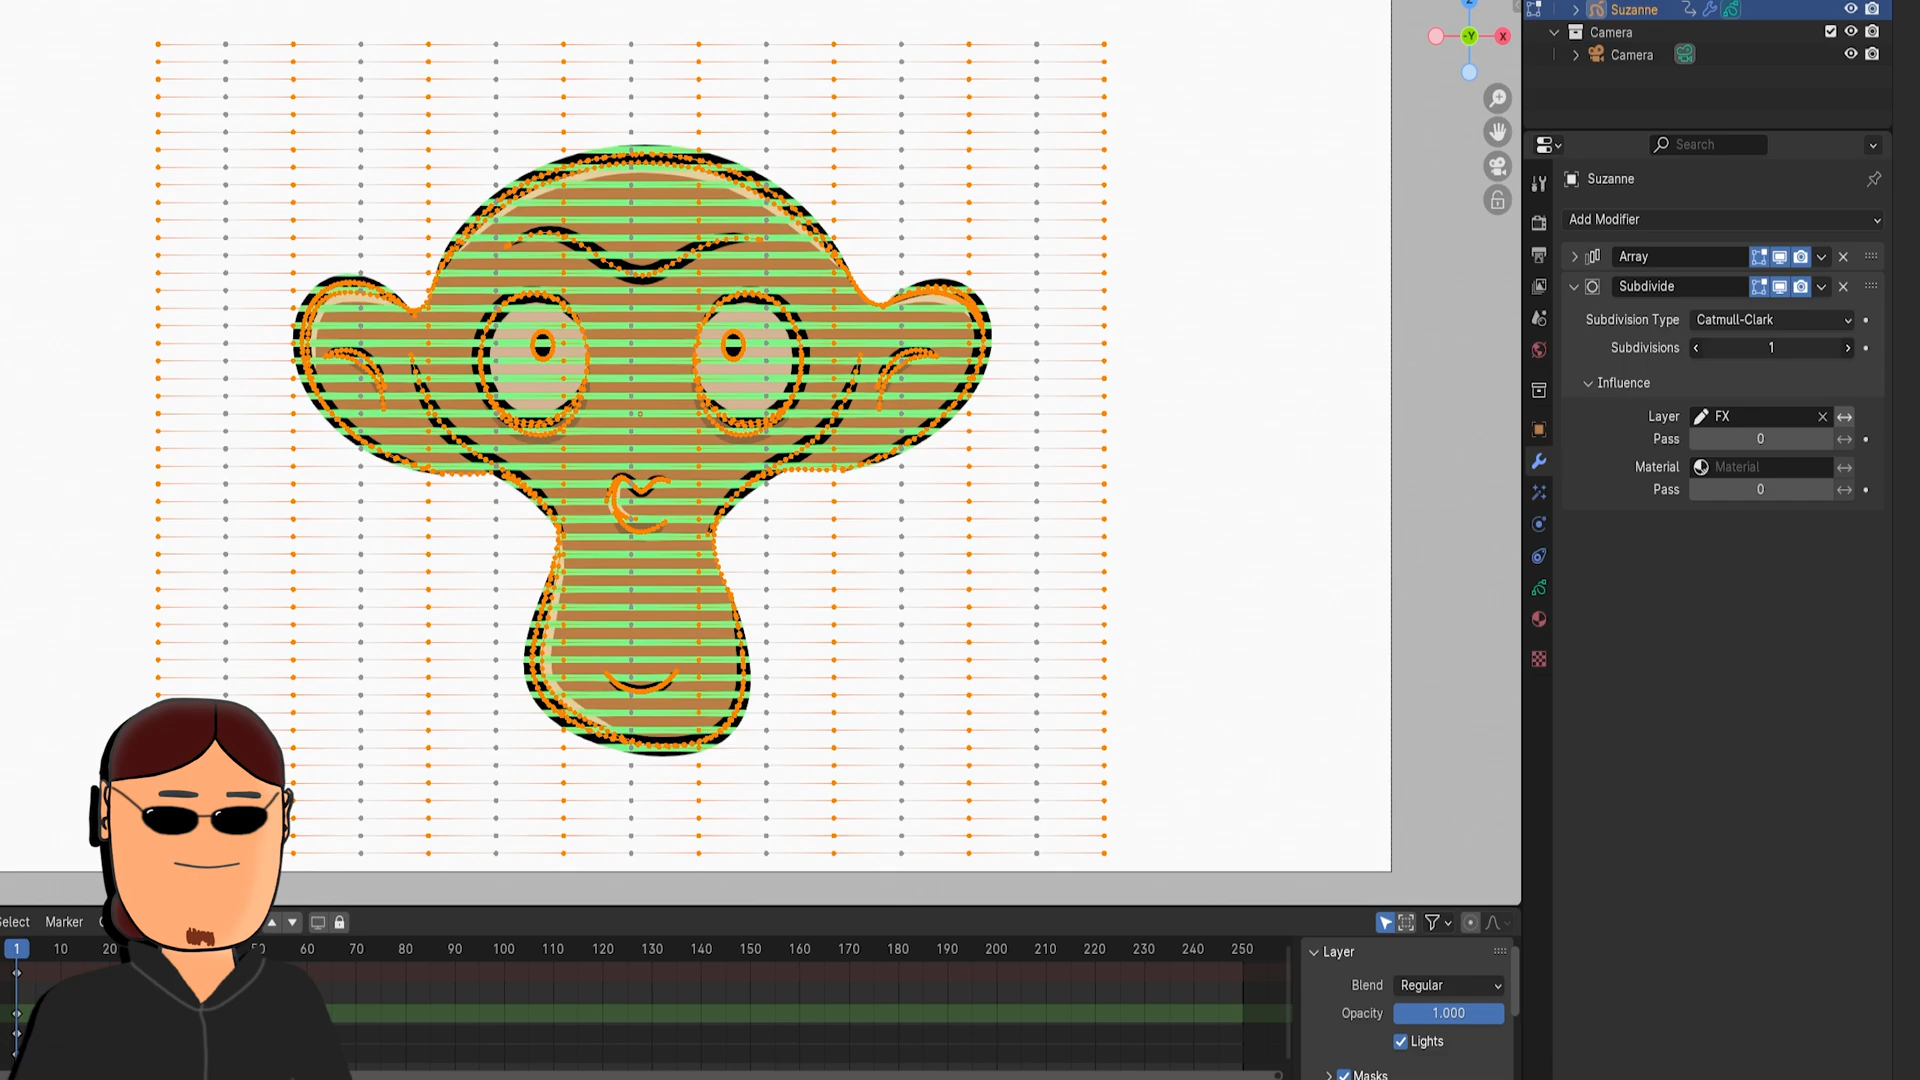 Z
-Y
X
Suzanne
Camera
Camera
Search
Suzanne
Add Modifier
Array
Subdivide
Subdivision Type Catmull-Clark
Subdivisions 1
Influence
Layer FX
Pass 0
Material Material
Pass 0
Select Marker
1 10 20 50 60 70 80 90 100 110 120 130 140 150 160 170 180 190 200 210 220 230 240 250
Layer
Blend Regular
Opacity 1.000
Lights
Masks